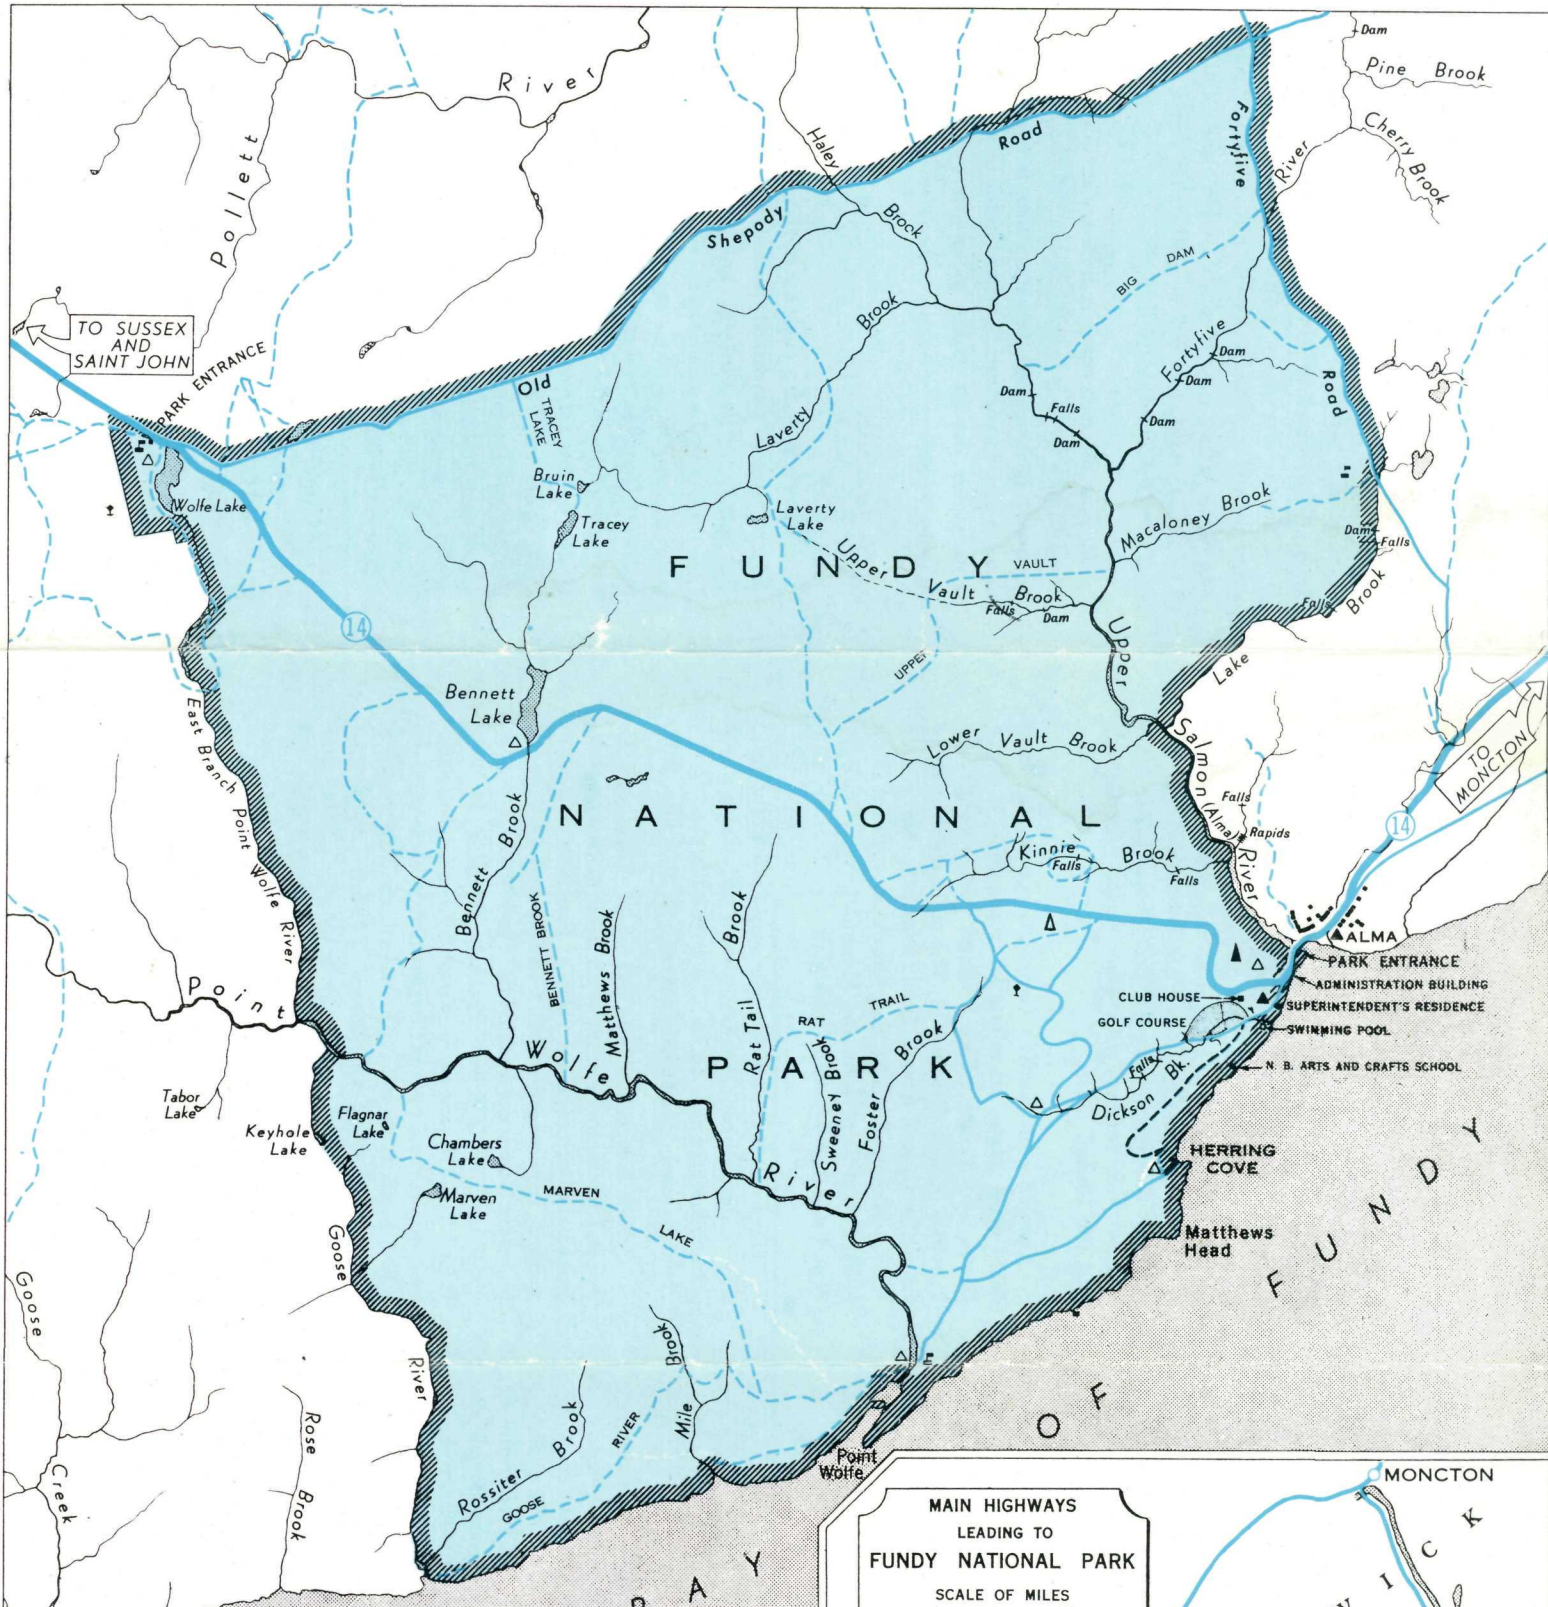 River
Pollett
Dam
Pine Brook
Cherry Brook
River
Fortyfive
Road
Haley
Brook
Shepody
Road
Old
TO SUSSEX
AND
SAINT JOHN
PARK ENTRANCE
BIG DAM
Fortyfive
Dam
Dam
Dam
Dam
Falls
Dam
Brook
Laverty
TRACEY
LAKE
Bruin
Lake
Tracey
Lake
Wolfe Lake
Laverty
Lake
Macaloney Brook
Dam
Falls
Falls
Brook
Lake
FUNDY
VAULT
Upper
Vault Brook
Falls
Dam
UPPER
14
Bennett
Lake
East Branch Point Wolfe River
Upper
Salmon (Alma)
River
Lower Vault Brook
Falls
Rapids
TO
MONCTON
14
NATIONAL
Kinnie
Falls
Brook
Falls
Bennett Brook
BENNETT BROOK
Matthews Brook
Rat Tail Brook
ALMA
PARK ENTRANCE
ADMINISTRATION BUILDING
CLUB HOUSE
SUPERINTENDENT'S RESIDENCE
GOLF COURSE
SWIMMING POOL
N. B. ARTS AND CRAFTS SCHOOL
RAT TRAIL
Sweeney Brook
Foster Brook
Falls
Dickson Bk.
PARK
Point
Wolfe
River
Tabor
Lake
Keyhole
Lake
Flagnar
Lake
Chambers
Lake
Marven
Lake
MARVEN
LAKE
HERRING
COVE
Matthews
Head
Goose
River
Goose
Creek
Rose
Brook
Rossiter Brook
GOOSE RIVER
Mile Brook
Point
Wolfe
BAY
OF
FUNDY
MAIN HIGHWAYS
LEADING TO
FUNDY NATIONAL PARK
SCALE OF MILES
MONCTON
W I C K